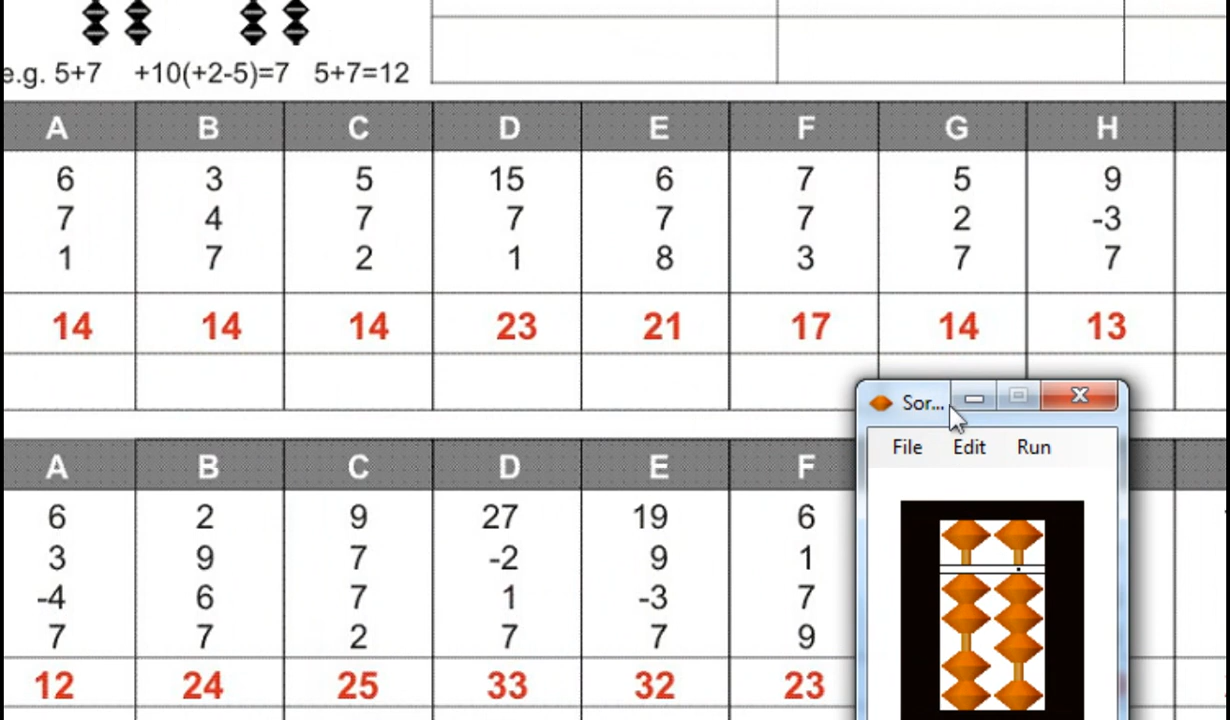 e.g. 5+7 +10(+2-5)=7 5+7=12
A B C D E F G H
6 3 5 15 6 7 5 9
7 4 7 7 7 7 2 -3
1 7 2 1 8 3 7 7
14 14 14 23 21 17 14 13
Sor...
File Edit Run
A B C D E F
6 2 9 27 19 6
3 9 7 -2 9 1
-4 6 7 1 -3 7
7 7 2 7 7 9
12 24 25 33 32 23